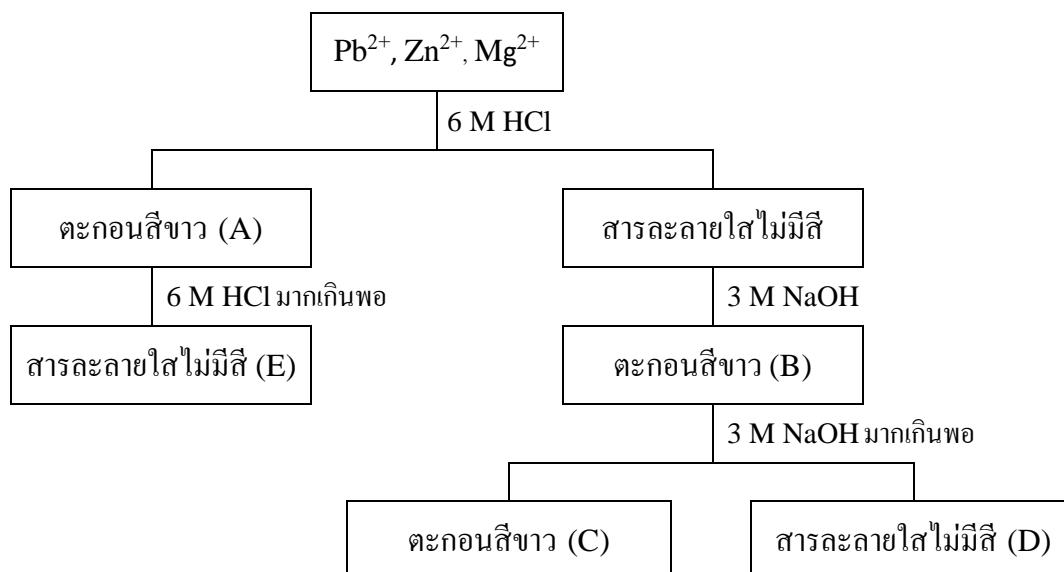 Pb²⁺, Zn²⁺, Mg²⁺
6 M HCl
ตะกอนสีขาว (A)
สารละลายใสไม่มีสี
6 M HCl มากเกินพอ
3 M NaOH
สารละลายใสไม่มีสี (E)
ตะกอนสีขาว (B)
3 M NaOH มากเกินพอ
ตะกอนสีขาว (C)
สารละลายใสไม่มีสี (D)